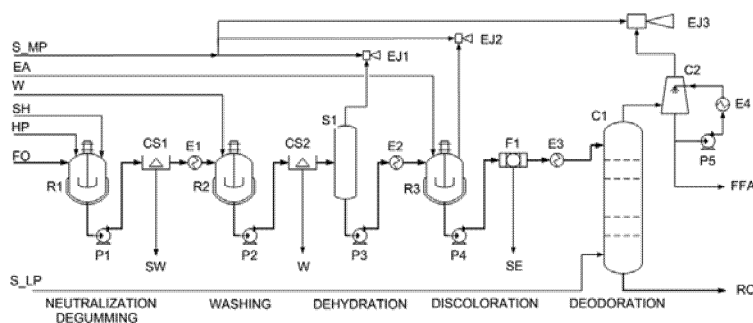 EJ3
S_MP
EJ1
EJ2
EA
C2
W
S1
C1
E4
SH
HP
CS1
E1
CS2
E2
F1
E3
FO
P5
R1
R2
R3
FFA
P1
P2
P3
P4
SW
W
SE
S_LP
RO
NEUTRALIZATION
DEGUMMING
WASHING
DEHYDRATION
DISCOLORATION
DEODORATION